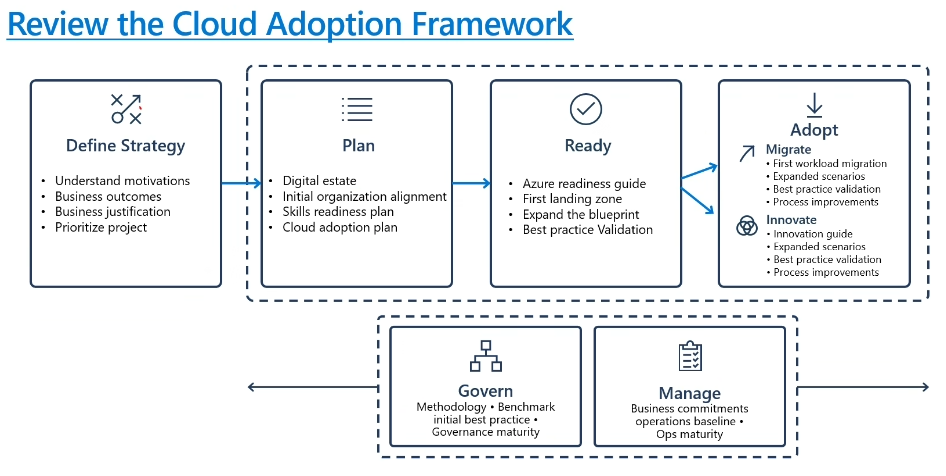 Review the Cloud Adoption Framework
Define Strategy
• Understand motivations
• Business outcomes
• Business justification
• Prioritize project
Plan
• Digital estate
• Initial organization alignment
• Skills readiness plan
• Cloud adoption plan
Ready
• Azure readiness guide
• First landing zone
• Expand the blueprint
• Best practice Validation
Adopt
Migrate
• First workload migration
• Expanded scenarios
• Best practice validation
• Process improvements
Innovate
• Innovation guide
• Expanded scenarios
• Best practice validation
• Process improvements
Govern
Methodology • Benchmark
initial best practice •
Governance maturity
Manage
Business commitments
operations baseline •
Ops maturity